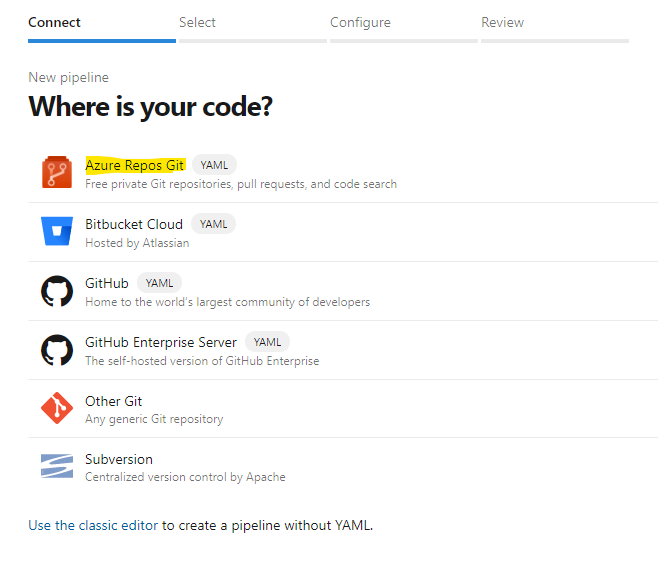 Connect Select Configure Review
New pipeline
Where is your code?
Azure Repos Git YAML
Free private Git repositories, pull requests, and code search
Bitbucket Cloud YAML
Hosted by Atlassian
GitHub YAML
Home to the world's largest community of developers
GitHub Enterprise Server YAML
The self-hosted version of GitHub Enterprise
Other Git
Any generic Git repository
Subversion
Centralized version control by Apache
Use the classic editor to create a pipeline without YAML.